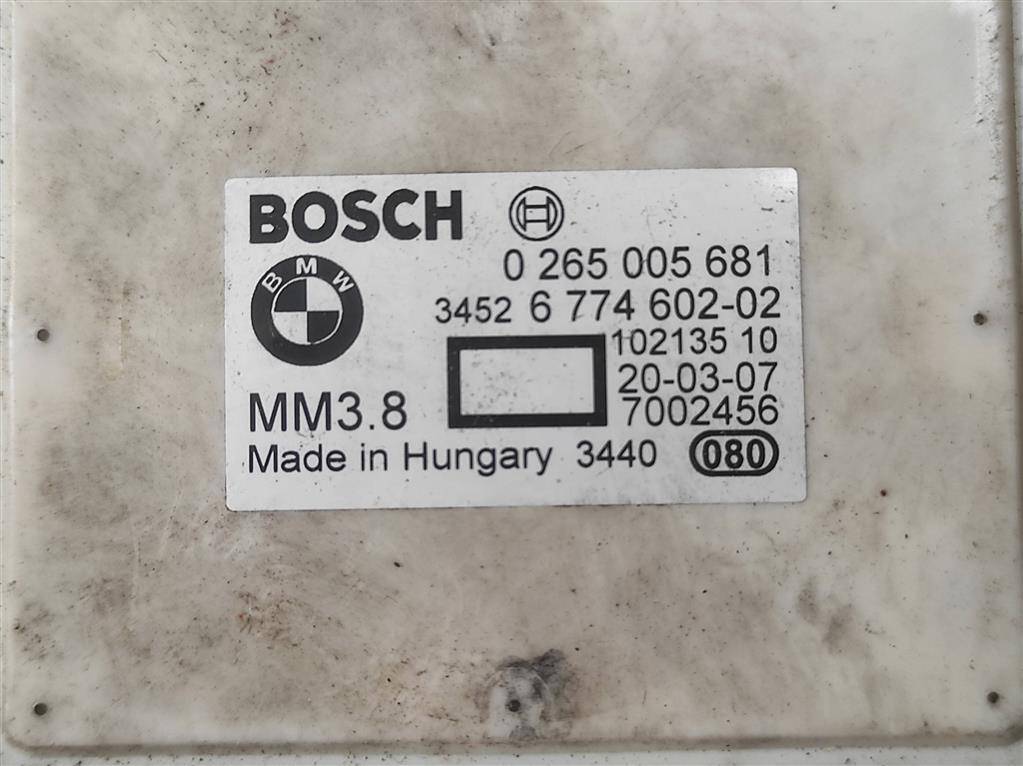 BOSCH
0 265 005 681
BMW
3452 6 774 602-02
102135 10
20-03-07
MM3.8
7002456
Made in Hungary 3440 080